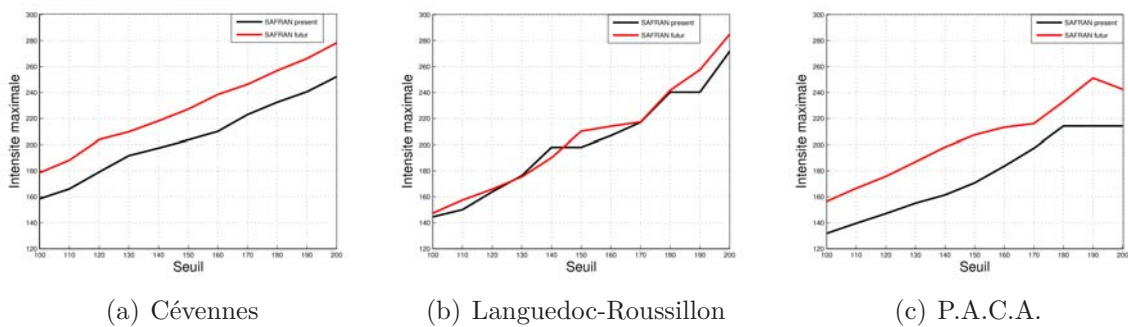 SAFRAN present
SAFRAN futur
Intensite maximale
300
280
260
240
220
200
180
160
140
120
100 110 120 130 140 150 160 170 180 190 200
Seuil
(a) Cévennes
SAFRAN present
SAFRAN futur
Intensite maximale
300
280
260
240
220
200
180
160
140
120
100 110 120 130 140 150 160 170 180 190 200
Seuil
(b) Languedoc-Roussillon
SAFRAN present
SAFRAN futur
Intensite maximale
300
280
260
240
220
200
180
160
140
120
100 110 120 130 140 150 160 170 180 190 200
Seuil
(c) P.A.C.A.